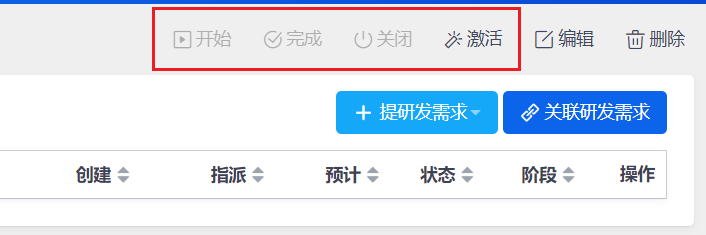 开始 完成 关闭 激活 编辑 删除
提研发需求 关联研发需求
创建 指派 预计 状态 阶段 操作